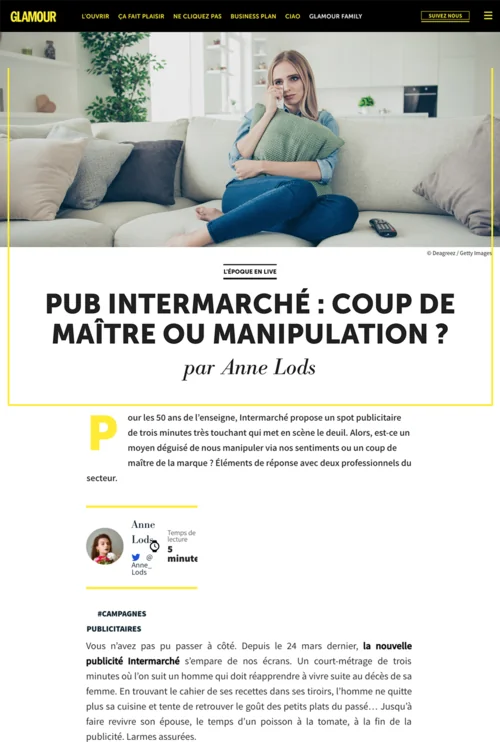 GLAMOUR
L'OUVRIR ÇA FAIT PLAISIR NE CLIQUEZ PAS BUSINESS PLAN CIAO GLAMOUR FAMILY
SUIVEZ NOUS
© Deagreez / Getty Images
L'ÉPOQUE EN LIVE
PUB INTERMARCHÉ : COUP DE
MAÎTRE OU MANIPULATION ?
par Anne Lods
Pour les 50 ans de l'enseigne, Intermarché propose un spot publicitaire
de trois minutes très touchant qui met en scène le deuil. Alors, est-ce un
moyen déguisé de nous manipuler via nos sentiments ou un coup de
maître de la marque ? Éléments de réponse avec deux professionnels du
secteur.
Anne
Lods
@
Anne_
Lods
Temps de
lecture
5
minute
#CAMPAGNES
PUBLICITAIRES
Vous n'avez pas pu passer à côté. Depuis le 24 mars dernier, la nouvelle
publicité Intermarché s'empare de nos écrans. Un court-métrage de trois
minutes où l'on suit un homme qui doit réapprendre à vivre suite au décès de sa
femme. En trouvant le cahier de ses recettes dans ses tiroirs, l'homme ne quitte
plus sa cuisine et tente de retrouver le goût des petits plats du passé... Jusqu'à
faire revivre son épouse, le temps d'un poisson à la tomate, à la fin de la
publicité. Larmes assurées.